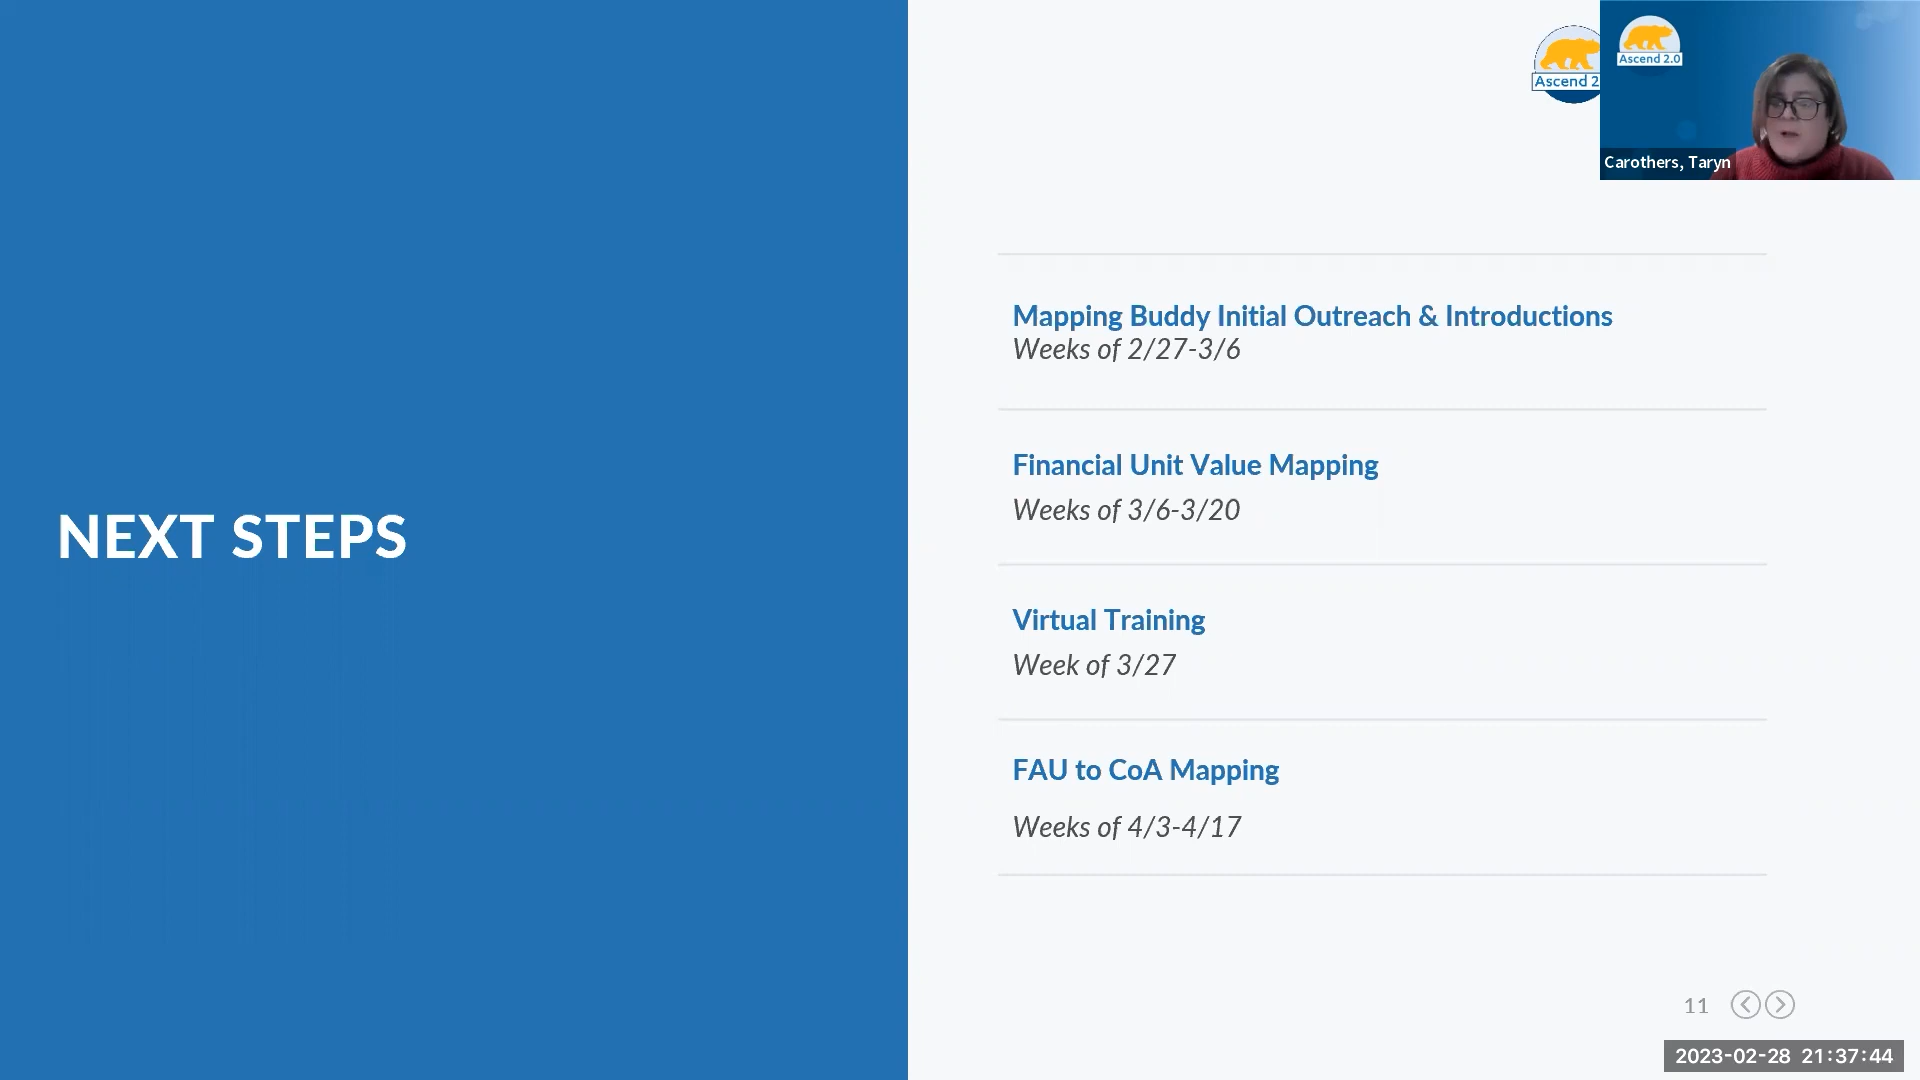 Ascend 2
Ascend 2.0
Carothers, Taryn
NEXT STEPS
Mapping Buddy Initial Outreach & Introductions
Weeks of 2/27-3/6
Financial Unit Value Mapping
Weeks of 3/6-3/20
Virtual Training
Week of 3/27
FAU to CoA Mapping
Weeks of 4/3-4/17
11
2023-02-28 21:37:44